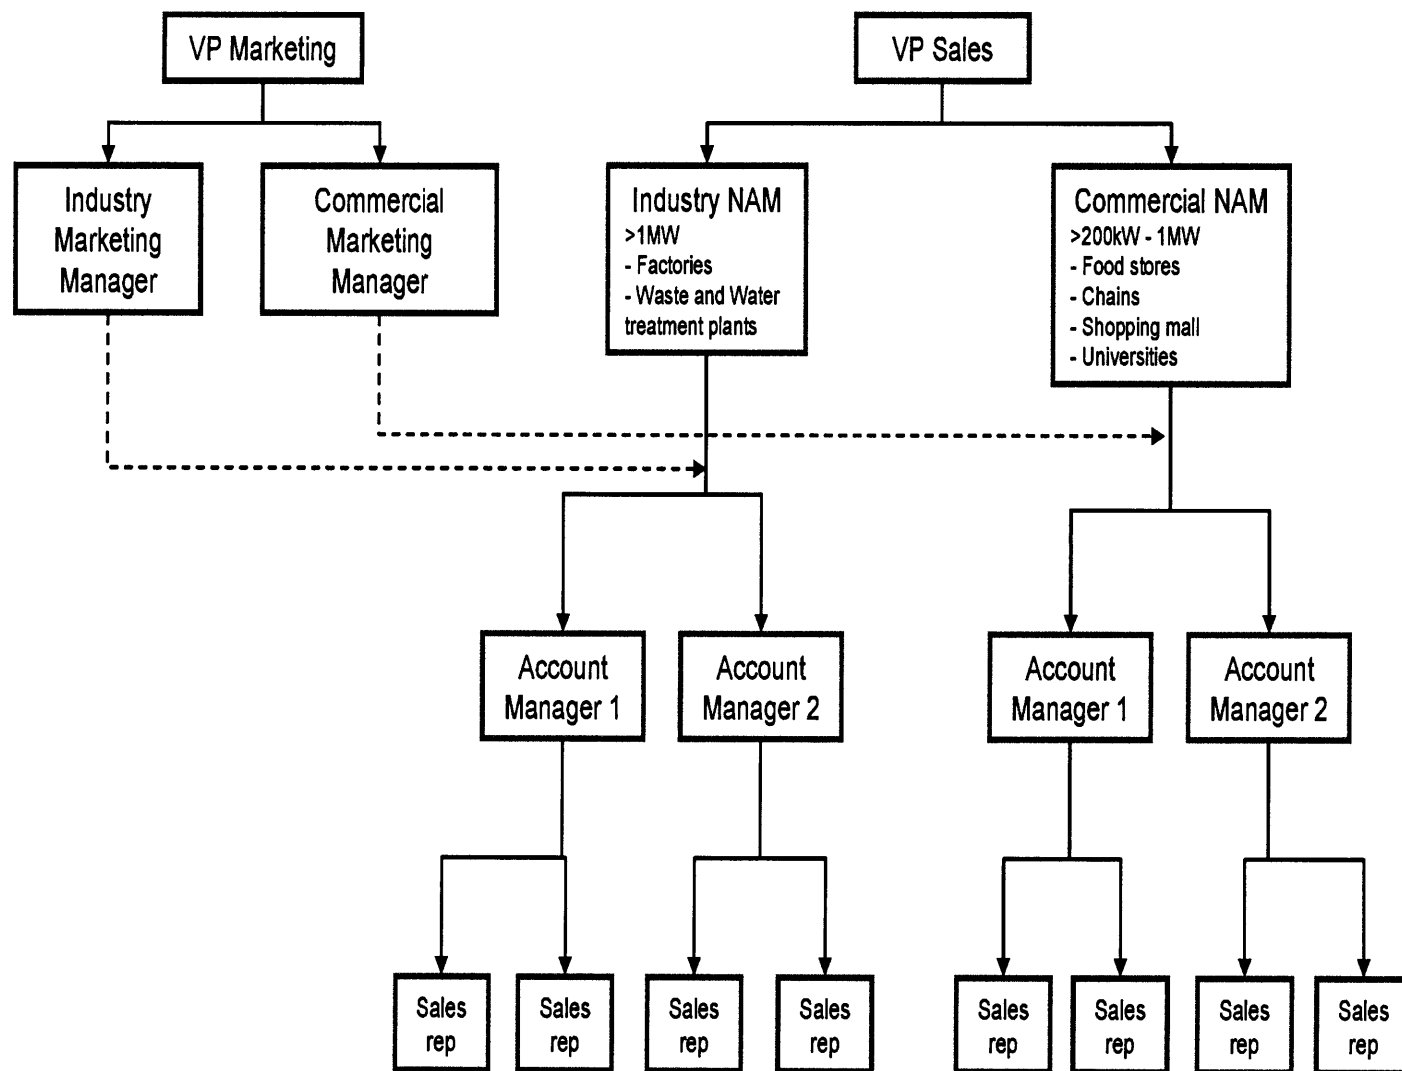 VP Marketing
VP Sales
Industry
Marketing
Manager
Commercial
Marketing
Manager
Industry NAM
>1MW
- Factories
- Waste and Water
treatment plants
Commercial NAM
>200kW - 1MW
- Food stores
- Chains
- Shopping mall
- Universities
Account
Manager 1
Account
Manager 2
Account
Manager 1
Account
Manager 2
Sales
rep
Sales
rep
Sales
rep
Sales
rep
Sales
rep
Sales
rep
Sales
rep
Sales
rep